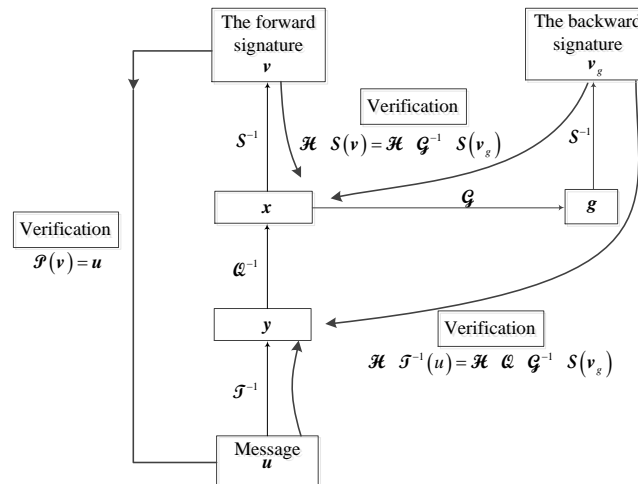 The forward
signature
v
The backward
signature
v_g
Verification
ℋ S(v) = ℋ 𝒢⁻¹ S(v_g)
S⁻¹
S⁻¹
x
𝒢
g
Verification
𝒫(v) = u
𝒬⁻¹
y
Verification
ℋ 𝒯⁻¹(u) = ℋ 𝒬 𝒢⁻¹ S(v_g)
𝒯⁻¹
Message
u